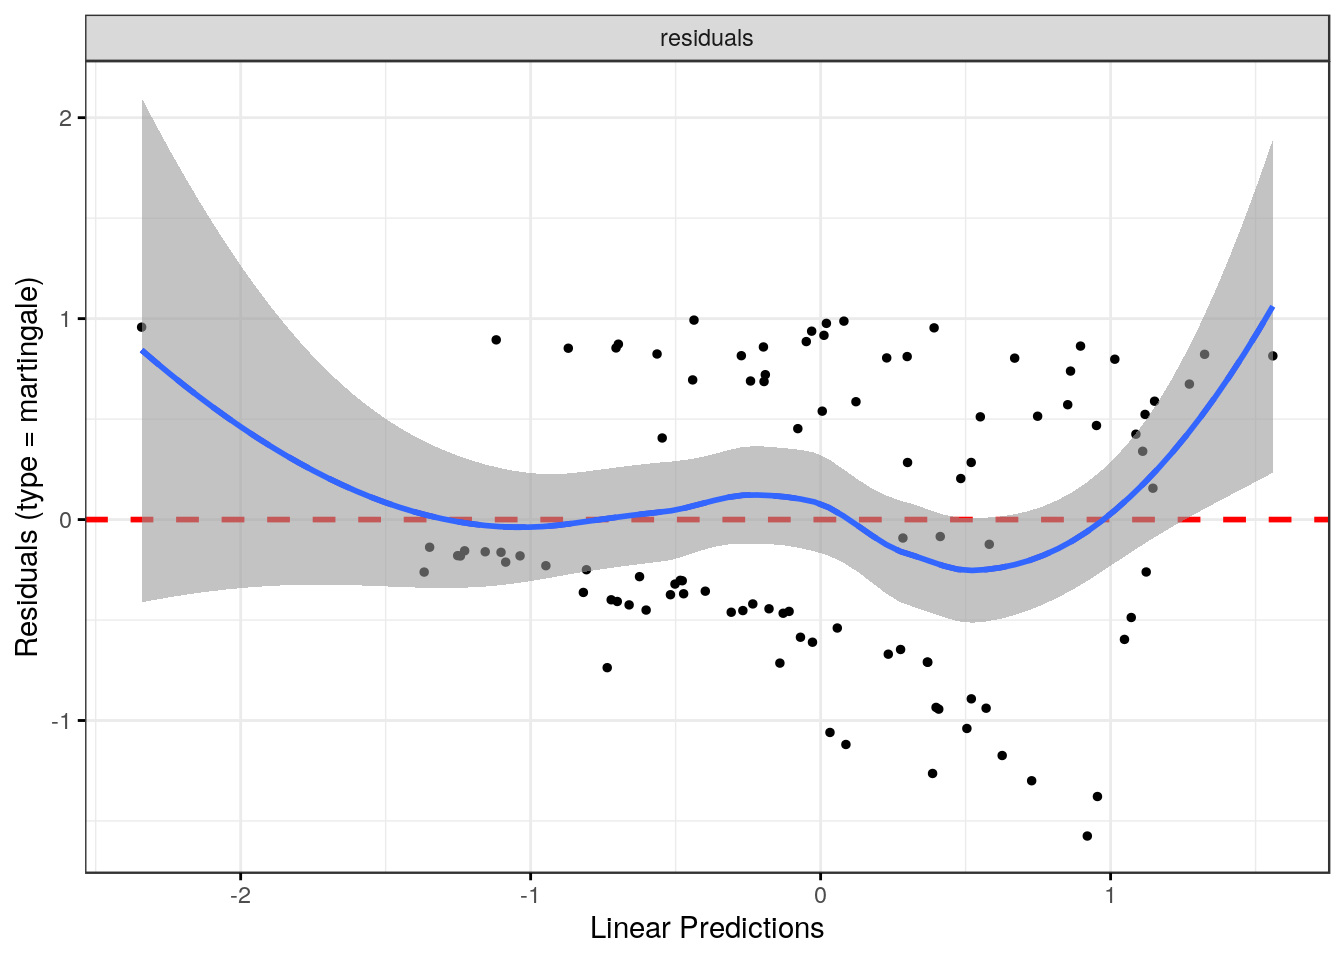 residuals
2
1
0
-1
-2
-1
0
1
Linear Predictions
Residuals (type = martingale)